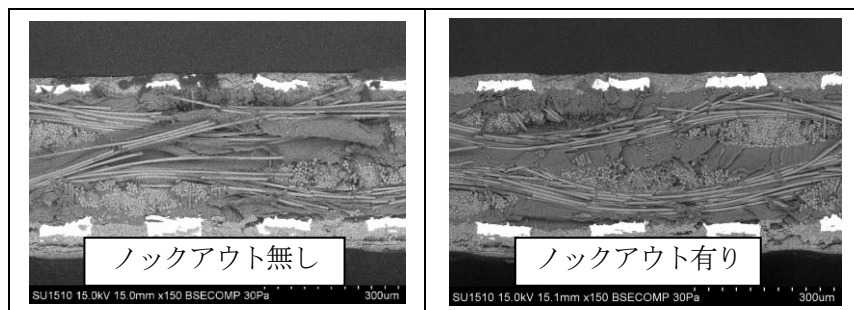 ノックアウト無し
SU1510 15.0kV 15.0mm x150 BSECOMP 30Pa 300um
ノックアウト有り
SU1510 15.0kV 15.1mm x150 BSECOMP 30Pa 300um